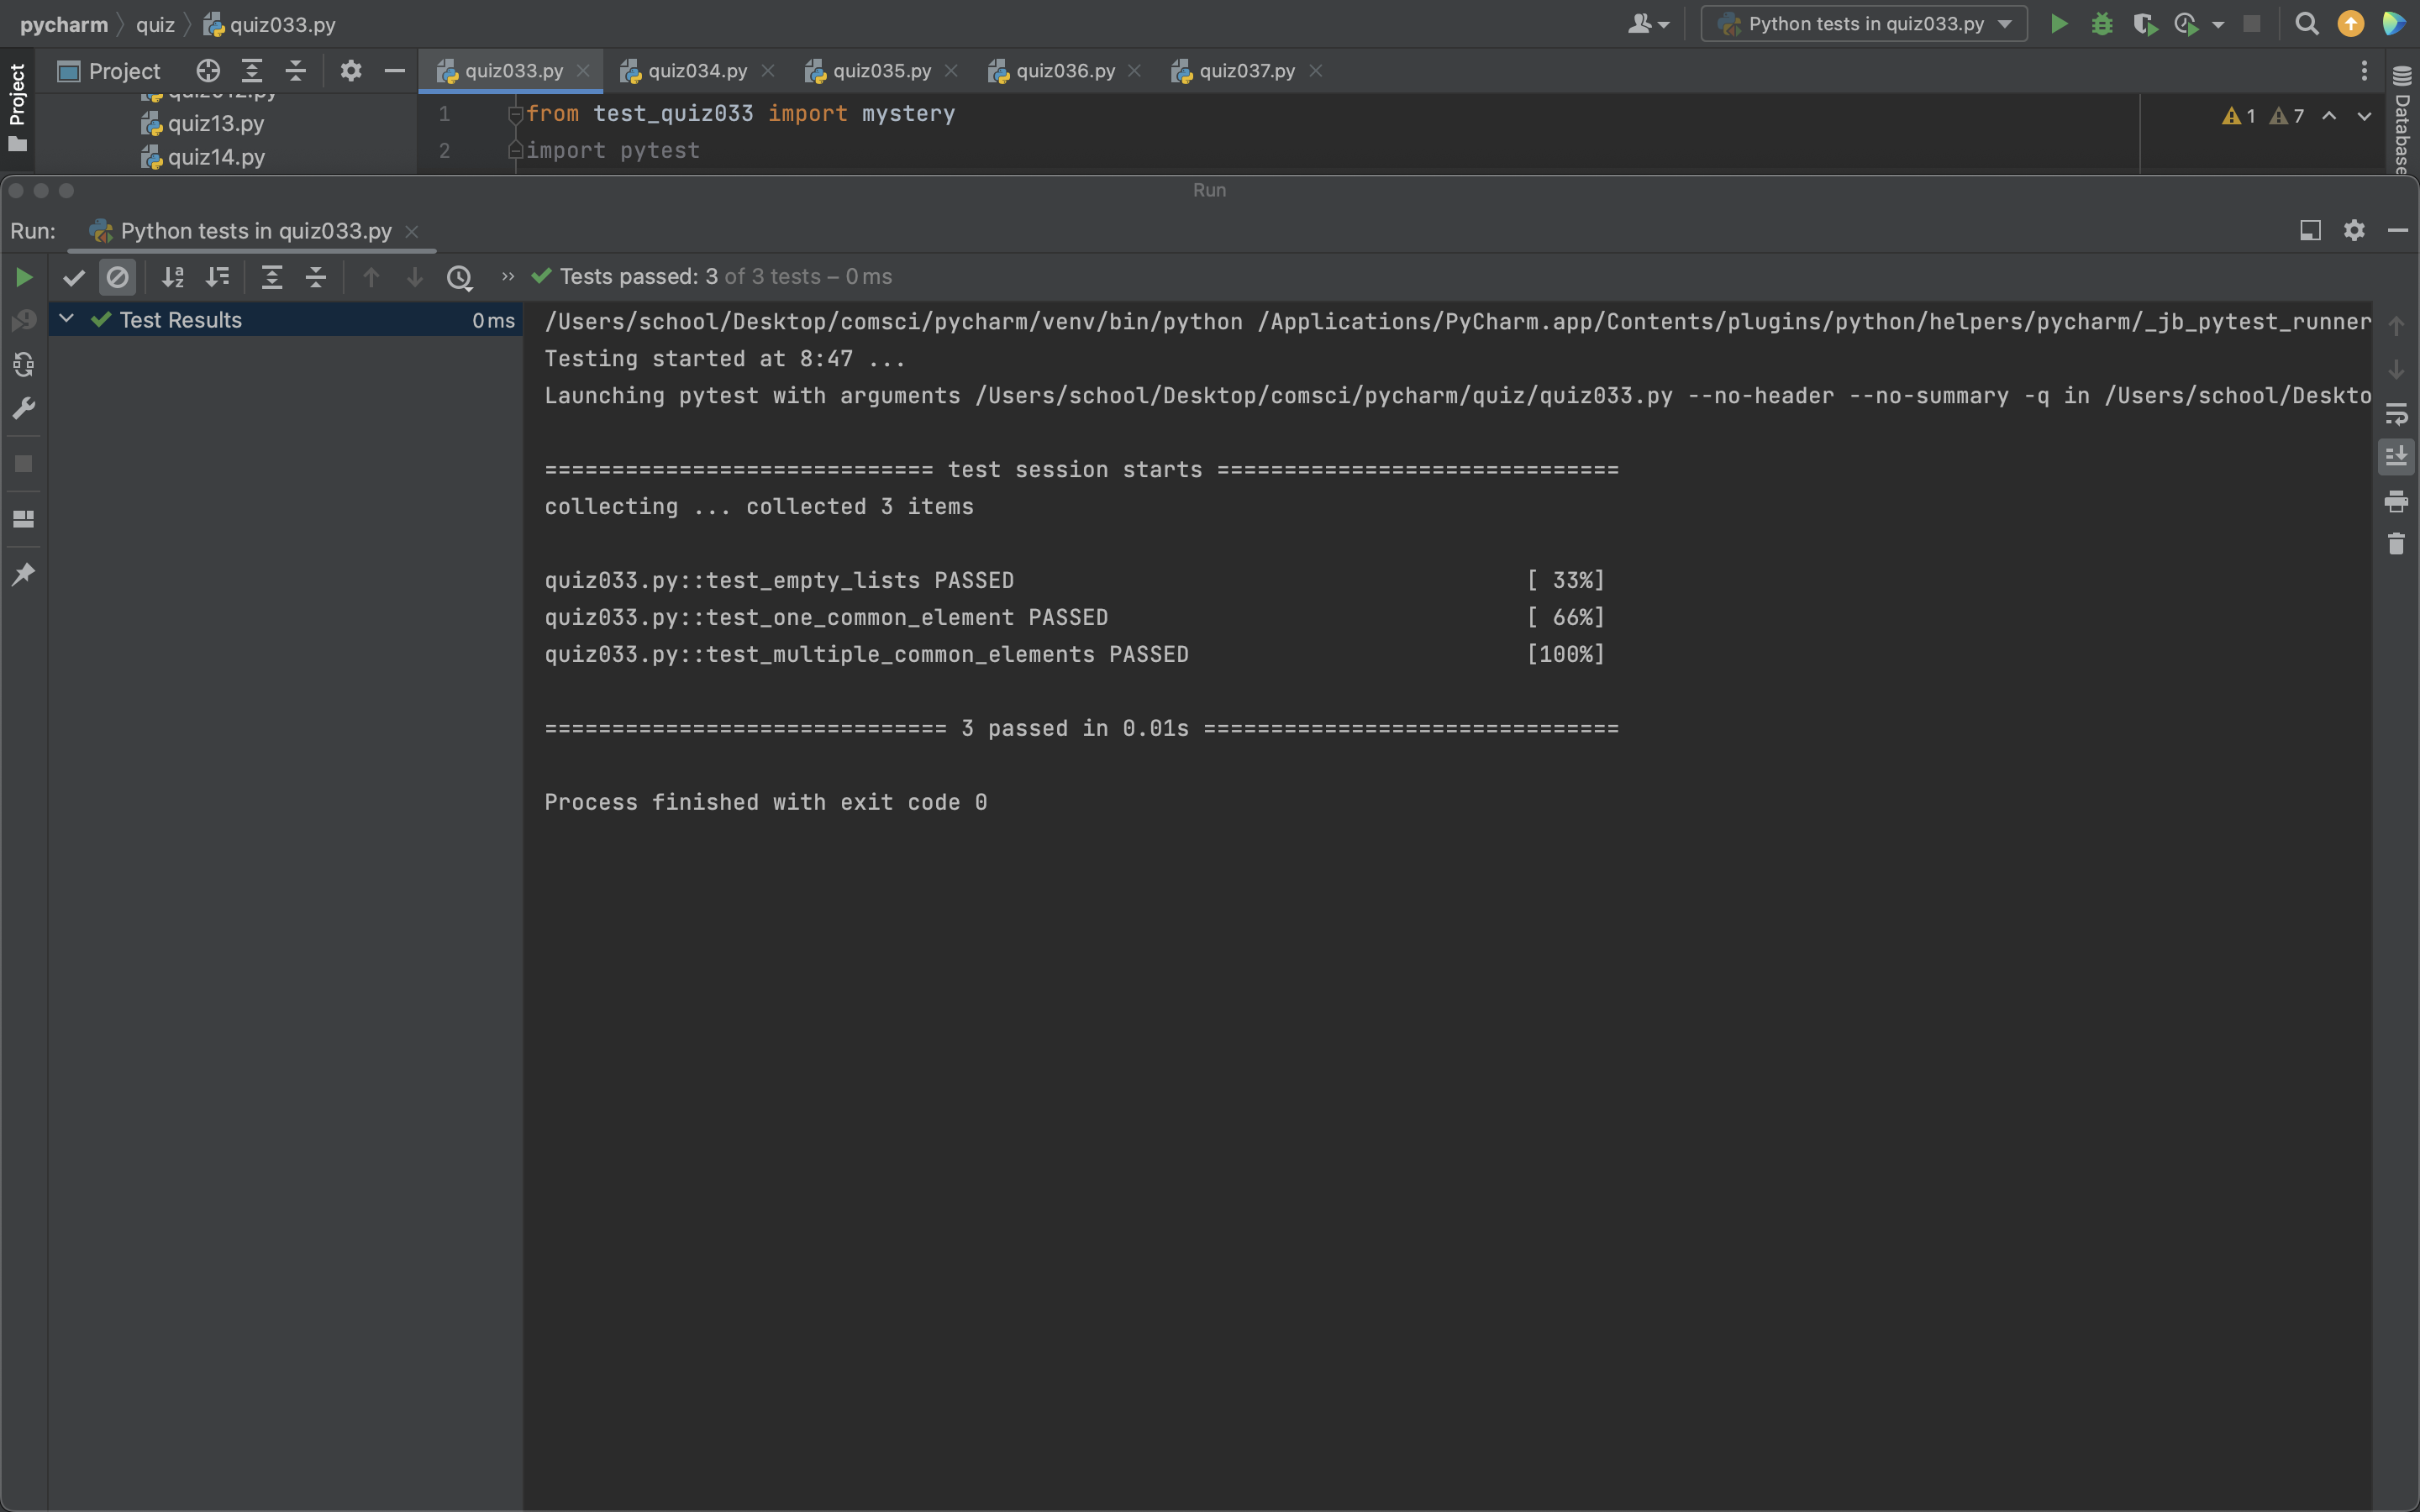 pycharm quiz quiz033.py
Python tests in quiz033.py
Project
Project
quiz033.py
quiz034.py
quiz035.py
quiz036.py
quiz037.py
Database
quiz012.py
quiz13.py
quiz14.py
1 from test_quiz033 import mystery
2 import pytest
1 7
Run
Run: Python tests in quiz033.py
Tests passed: 3 of 3 tests – 0 ms
Test Results 0 ms
/Users/school/Desktop/comsci/pycharm/venv/bin/python /Applications/PyCharm.app/Contents/plugins/python/helpers/pycharm/_jb_pytest_runner
Testing started at 8:47 ...
Launching pytest with arguments /Users/school/Desktop/comsci/pycharm/quiz/quiz033.py --no-header --no-summary -q in /Users/school/Deskto
============================= test session starts ==============================
collecting ... collected 3 items
quiz033.py::test_empty_lists PASSED [ 33%]
quiz033.py::test_one_common_element PASSED [ 66%]
quiz033.py::test_multiple_common_elements PASSED [100%]
============================== 3 passed in 0.01s ===============================
Process finished with exit code 0